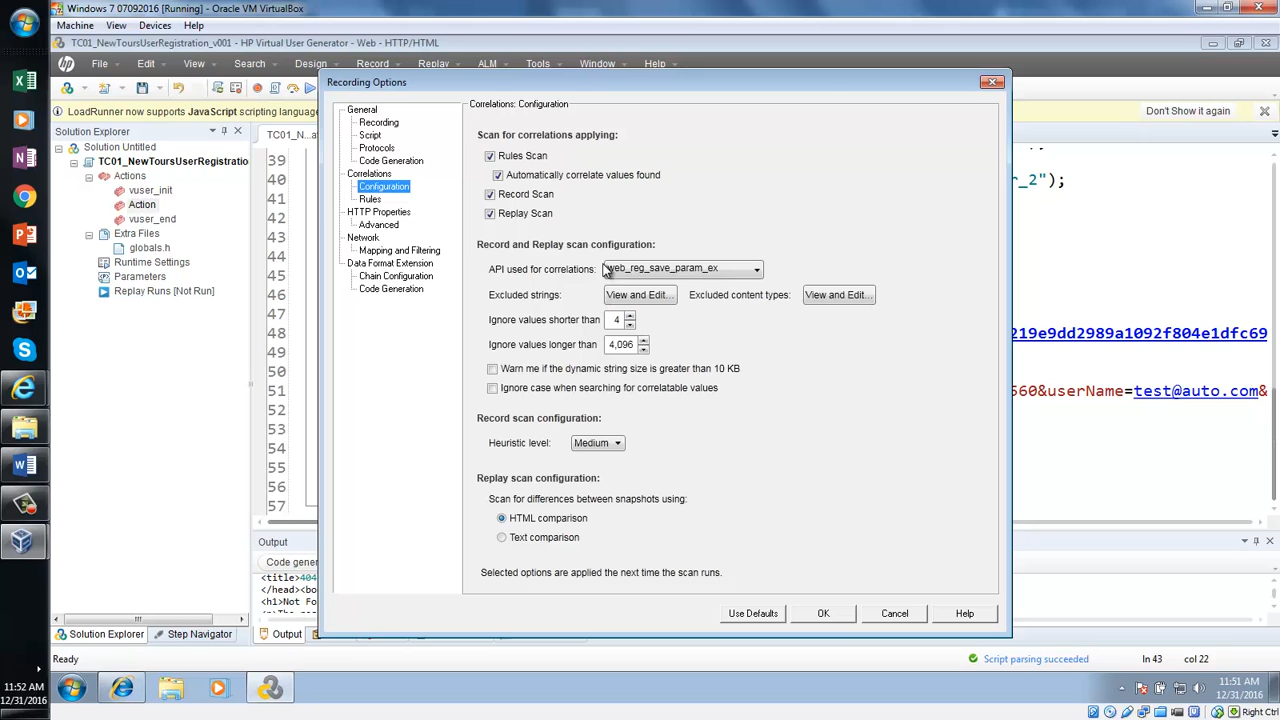 Windows 7 07092016 [Running] - Oracle VM VirtualBox
Machine View Devices Help
TC01_NewToursUserRegistration_v001 - HP Virtual User Generator - Web - HTTP/HTML
File Edit View Search Design Record Replay ALM Tools Window Help
LoadRunner now supports JavaScript scripting language
Don't Show it again
Solution Explorer
Solution Untitled
TC01_NewToursUserRegistratio
Actions
vuser_init
Action
vuser_end
Extra Files
globals.h
Runtime Settings
Parameters
Replay Runs [Not Run]
Solution Explorer
Step Navigator
TC01_N...
39
40
41
42
43
44
45
46
47
48
49
50
51
52
53
54
55
56
57
r_2");
219e9dd2989a1092f804e1dfc69
560&userName=test@auto.com&
Output
Code gener
<title>404
</head><bod
<h1>Not Fo
Output
Recording Options
General
Recording
Script
Protocols
Code Generation
Correlations
Configuration
Rules
HTTP Properties
Advanced
Network
Mapping and Filtering
Data Format Extension
Chain Configuration
Code Generation
Correlations: Configuration
Scan for correlations applying:
Rules Scan
Automatically correlate values found
Record Scan
Replay Scan
Record and Replay scan configuration:
API used for correlations: web_reg_save_param_ex
Excluded strings: View and Edit... Excluded content types: View and Edit...
Ignore values shorter than 4
Ignore values longer than 4,096
Warn me if the dynamic string size is greater than 10 KB
Ignore case when searching for correlatable values
Record scan configuration:
Heuristic level: Medium
Replay scan configuration:
Scan for differences between snapshots using:
HTML comparison
Text comparison
Selected options are applied the next time the scan runs.
Use Defaults OK Cancel Help
Ready
Script parsing succeeded
ln 43 col 22
11:52 AM
12/31/2016
11:51 AM
12/31/2016
Right Ctrl